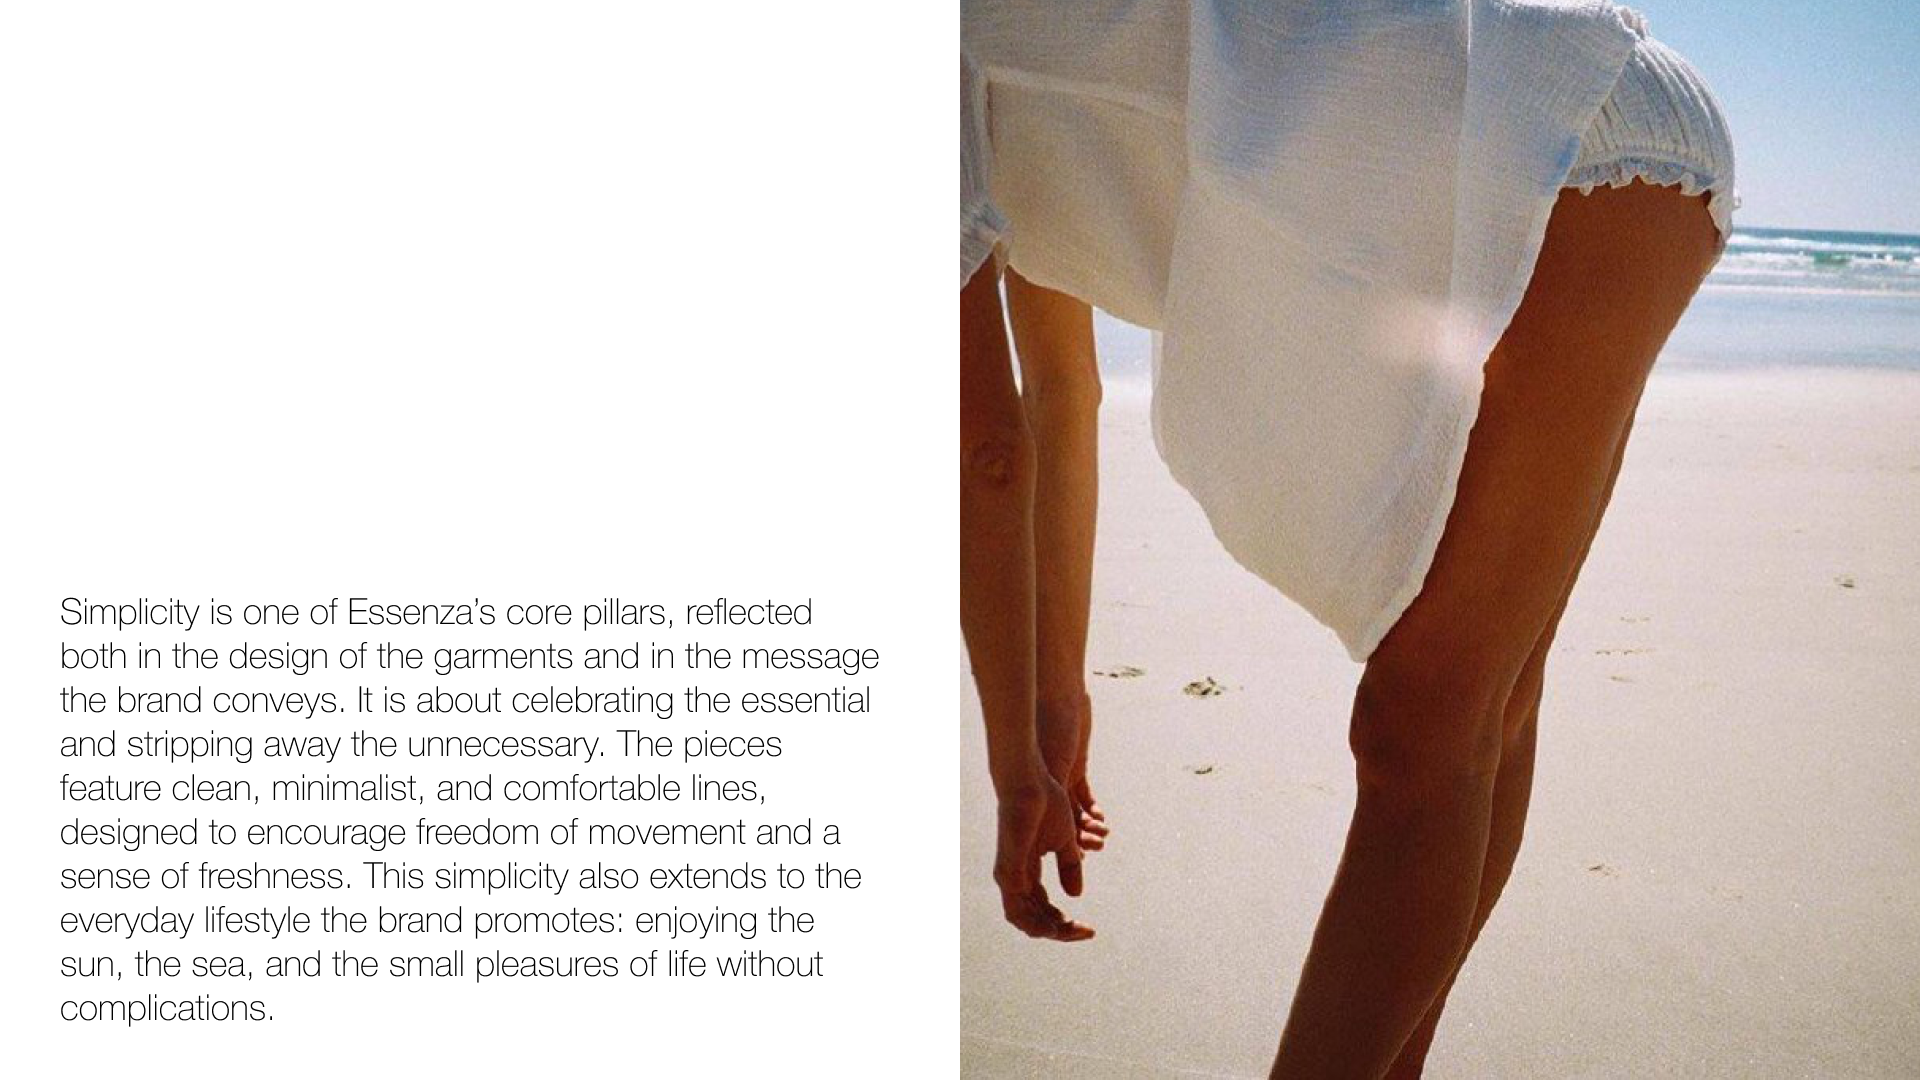 Simplicity is one of Essenza’s core pillars, reflected
both in the design of the garments and in the message
the brand conveys. It is about celebrating the essential
and stripping away the unnecessary. The pieces
feature clean, minimalist, and comfortable lines,
designed to encourage freedom of movement and a
sense of freshness. This simplicity also extends to the
everyday lifestyle the brand promotes: enjoying the
sun, the sea, and the small pleasures of life without
complications.